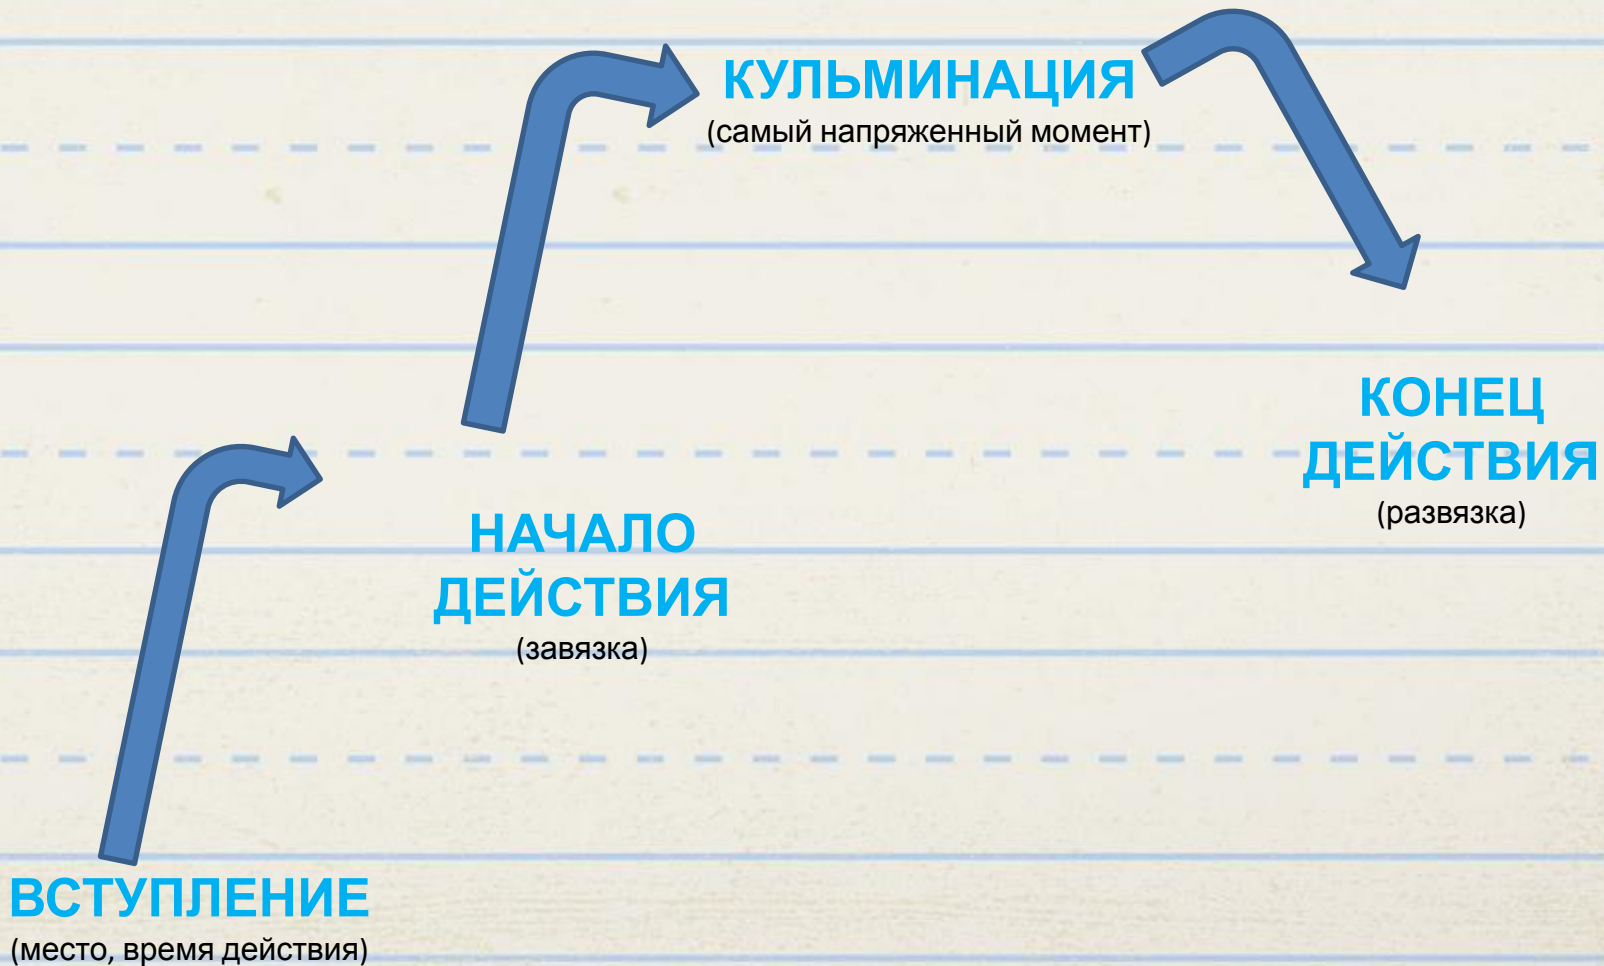 КУЛЬМИНАЦИЯ
(самый напряженный момент)
КОНЕЦ
ДЕЙСТВИЯ
(развязка)
НАЧАЛО
ДЕЙСТВИЯ
(завязка)
ВСТУПЛЕНИЕ
(место, время действия)